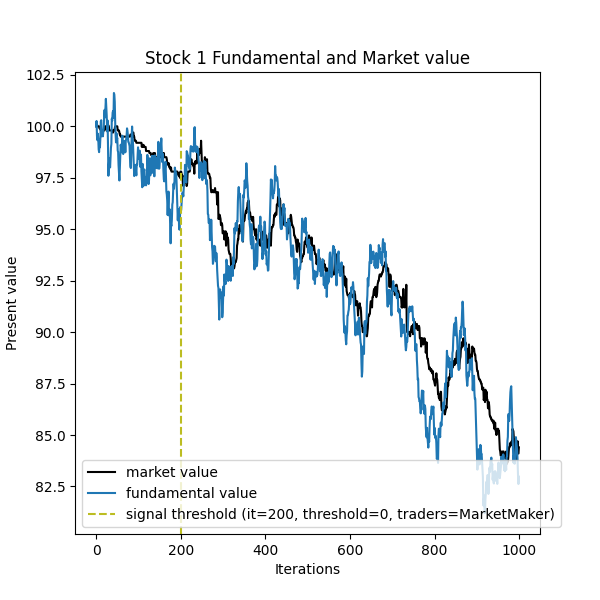 Stock 1 Fundamental and Market value
Present value
102.5
100.0
97.5
95.0
92.5
90.0
87.5
85.0
82.5
market value
fundamental value
signal threshold (it=200, threshold=0, traders=MarketMaker)
0 200 400 600 800 1000
Iterations